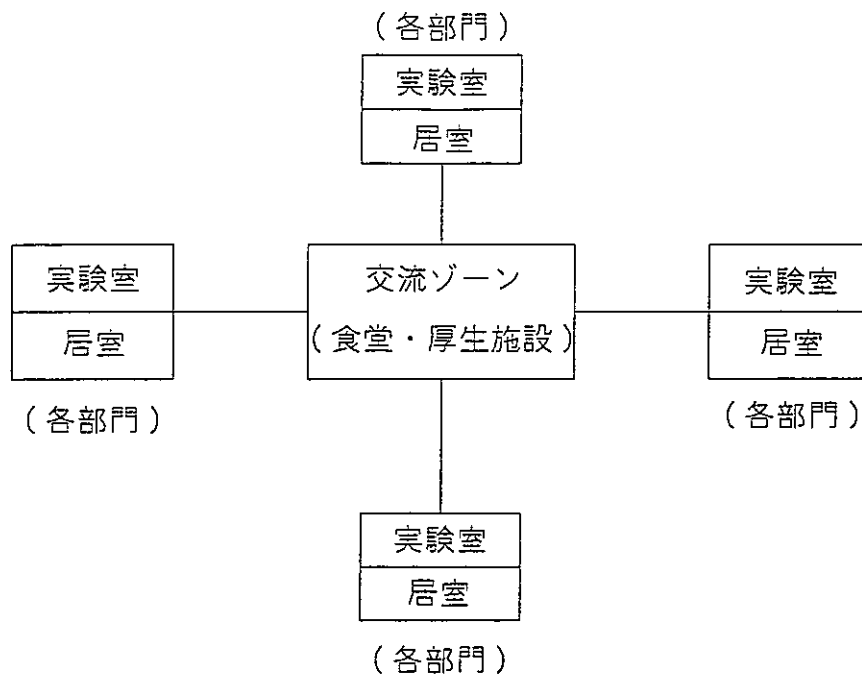 (各部門)
実験室
居室
実験室
居室
(各部門)
交流ゾーン
(食堂・厚生施設)
実験室
居室
(各部門)
実験室
居室
(各部門)